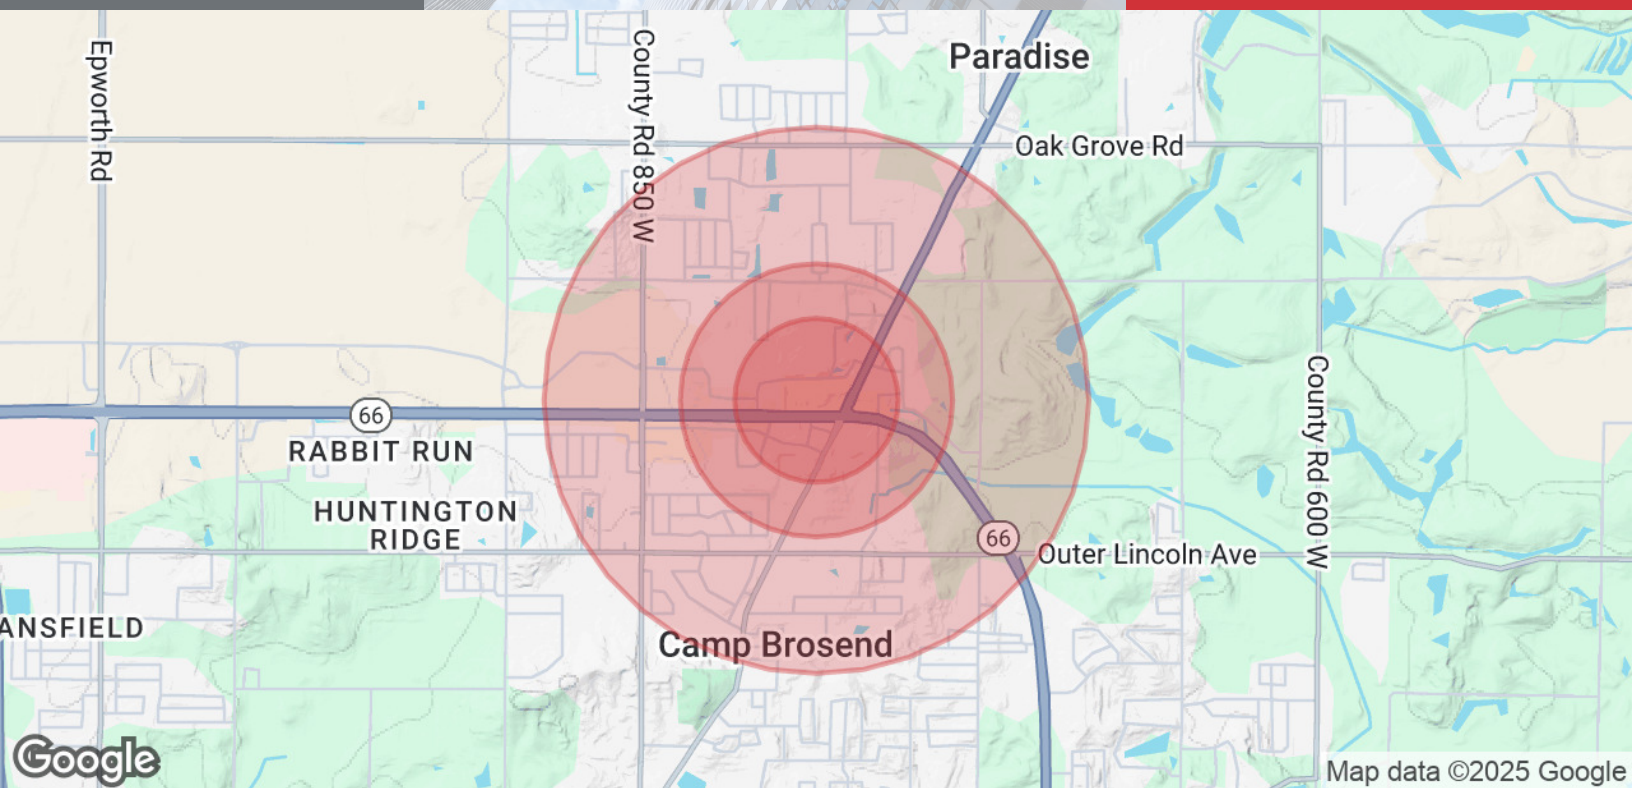 Paradise
Epworth Rd
County Rd 850 W
Oak Grove Rd
66
RABBIT RUN
HUNTINGTON
RIDGE
County Rd 600 W
66
Outer Lincoln Ave
ANSFIELD
Camp Brosend
Google
Map data ©2025 Google